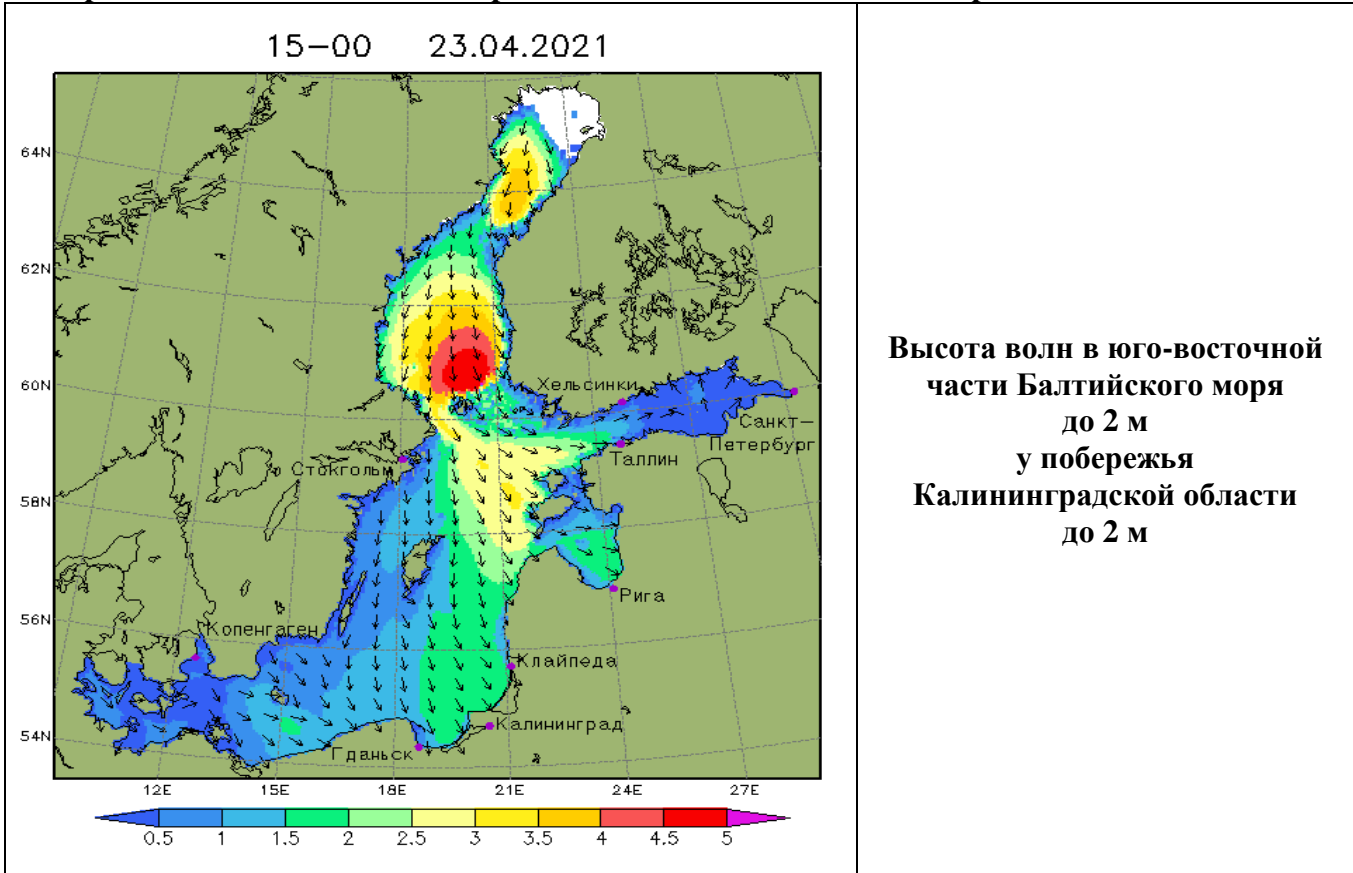 15-00 23.04.2021
64N
62N
60N
58N
56N
54N
Хельсинки
Санкт-
Петербург
Таллин
Стокгольм
Рига
Копенгаген
Клайпеда
Калининград
Гданьск
12E 15E 18E 21E 24E 27E
0.5 1 1.5 2 2.5 3 3.5 4 4.5 5
Высота волн в юго-восточной
части Балтийского моря
до 2 м
у побережья
Калининградской области
до 2 м